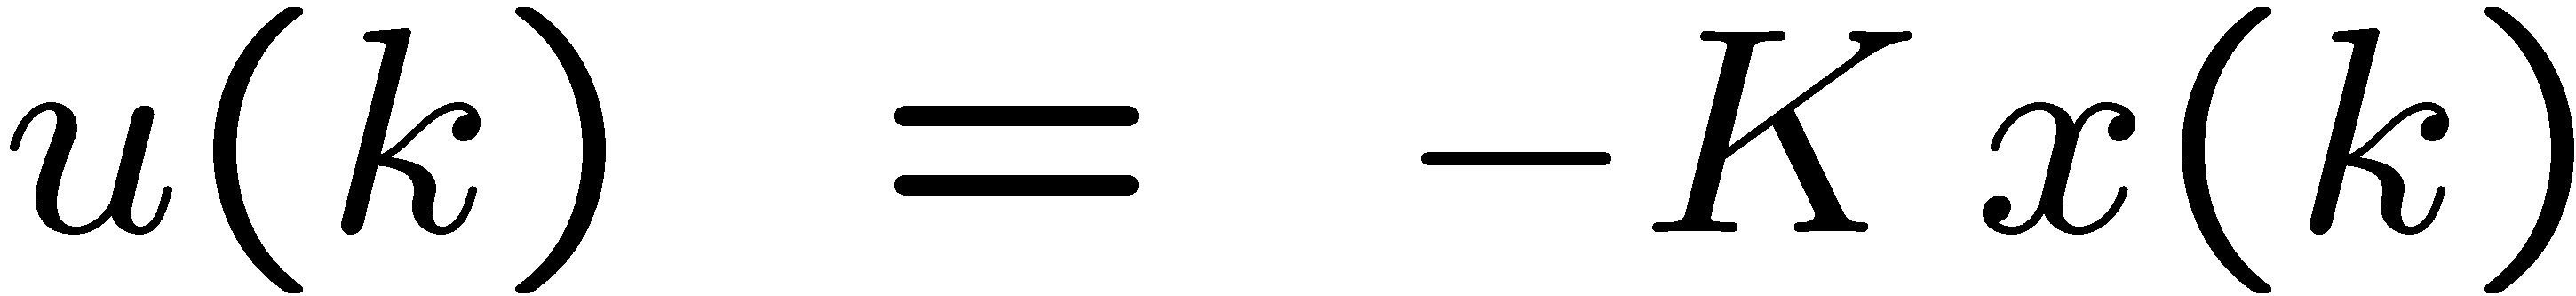 u(k) = −K x(k)